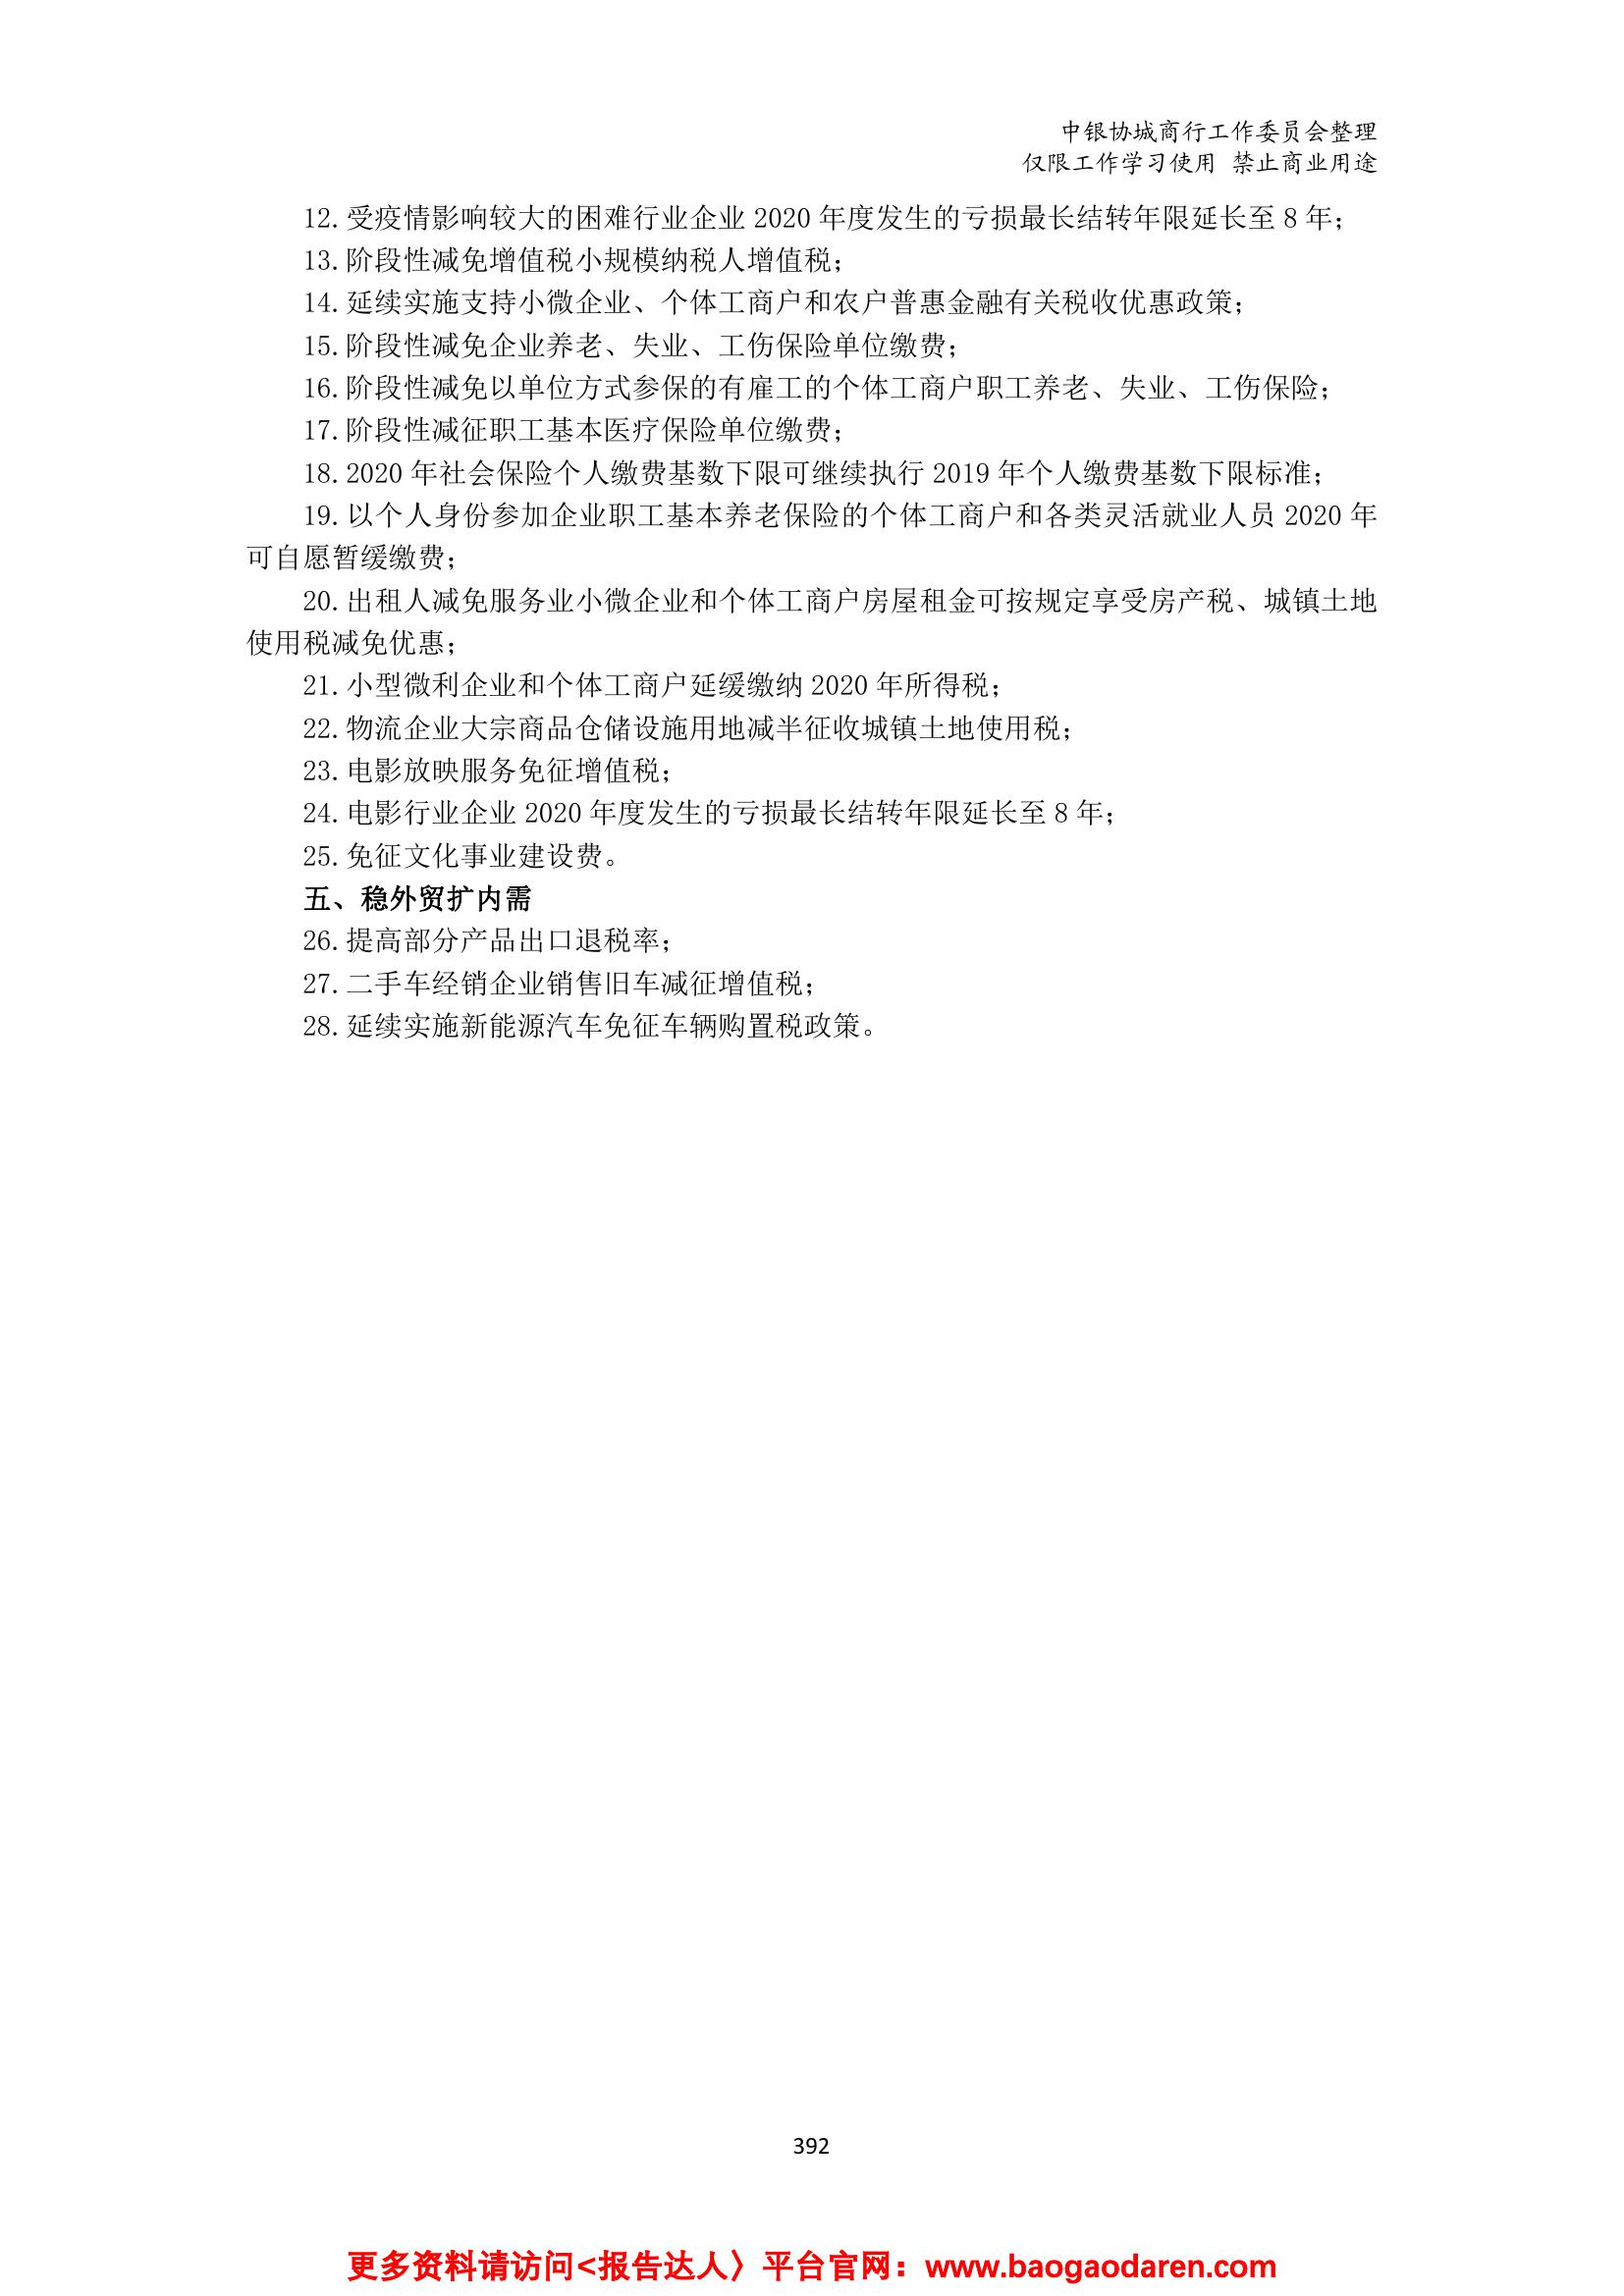 中银协城商行工作委员会整理
仅限工作学习使用 禁止商业用途
12.受疫情影响较大的困难行业企业 2020 年度发生的亏损最长结转年限延长至 8 年；
13.阶段性减免增值税小规模纳税人增值税；
14.延续实施支持小微企业、个体工商户和农户普惠金融有关税收优惠政策；
15.阶段性减免企业养老、失业、工伤保险单位缴费；
16.阶段性减免以单位方式参保的有雇工的个体工商户职工养老、失业、工伤保险；
17.阶段性减征职工基本医疗保险单位缴费；
18.2020 年社会保险个人缴费基数下限可继续执行 2019 年个人缴费基数下限标准；
19.以个人身份参加企业职工基本养老保险的个体工商户和各类灵活就业人员 2020 年
可自愿暂缓缴费；
20.出租人减免服务业小微企业和个体工商户房屋租金可按规定享受房产税、城镇土地
使用税减免优惠；
21.小型微利企业和个体工商户延缓缴纳 2020 年所得税；
22.物流企业大宗商品仓储设施用地减半征收城镇土地使用税；
23.电影放映服务免征增值税；
24.电影行业企业 2020 年度发生的亏损最长结转年限延长至 8 年；
25.免征文化事业建设费。
五、稳外贸扩内需
26.提高部分产品出口退税率；
27.二手车经销企业销售旧车减征增值税；
28.延续实施新能源汽车免征车辆购置税政策。
392
更多资料请访问<报告达人〉平台官网：www.baogaodaren.com